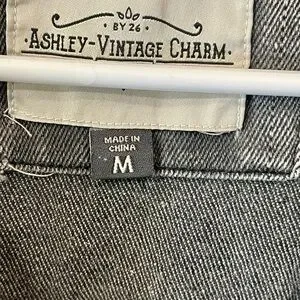 · BY 26 ·
· ASHLEY-VINTAGE CHARM ·
MADE IN
CHINA
M